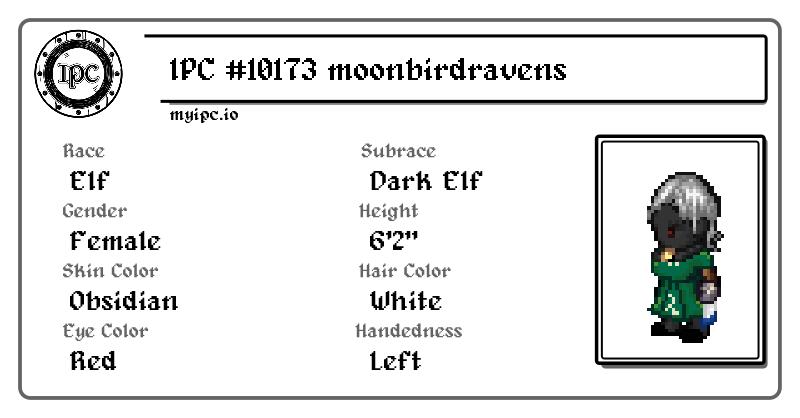 IPC
IPC #10173 moonbirdravens
myipc.io
Race
Elf
Subrace
Dark Elf
Gender
Female
Height
6'2"
Skin Color
Obsidian
Hair Color
White
Eye Color
Red
Handedness
Left